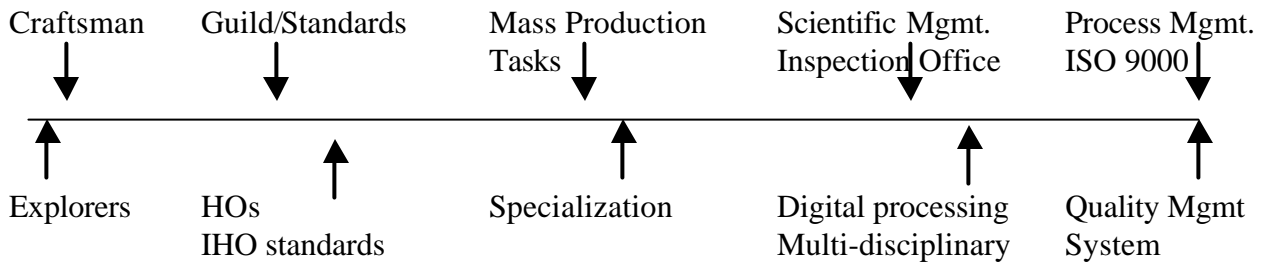 Craftsman Guild/Standards Mass Production Scientific Mgmt. Process Mgmt.
Tasks Inspection Office ISO 9000
Explorers HOs Specialization Digital processing Quality Mgmt
IHO standards Multi-disciplinary System